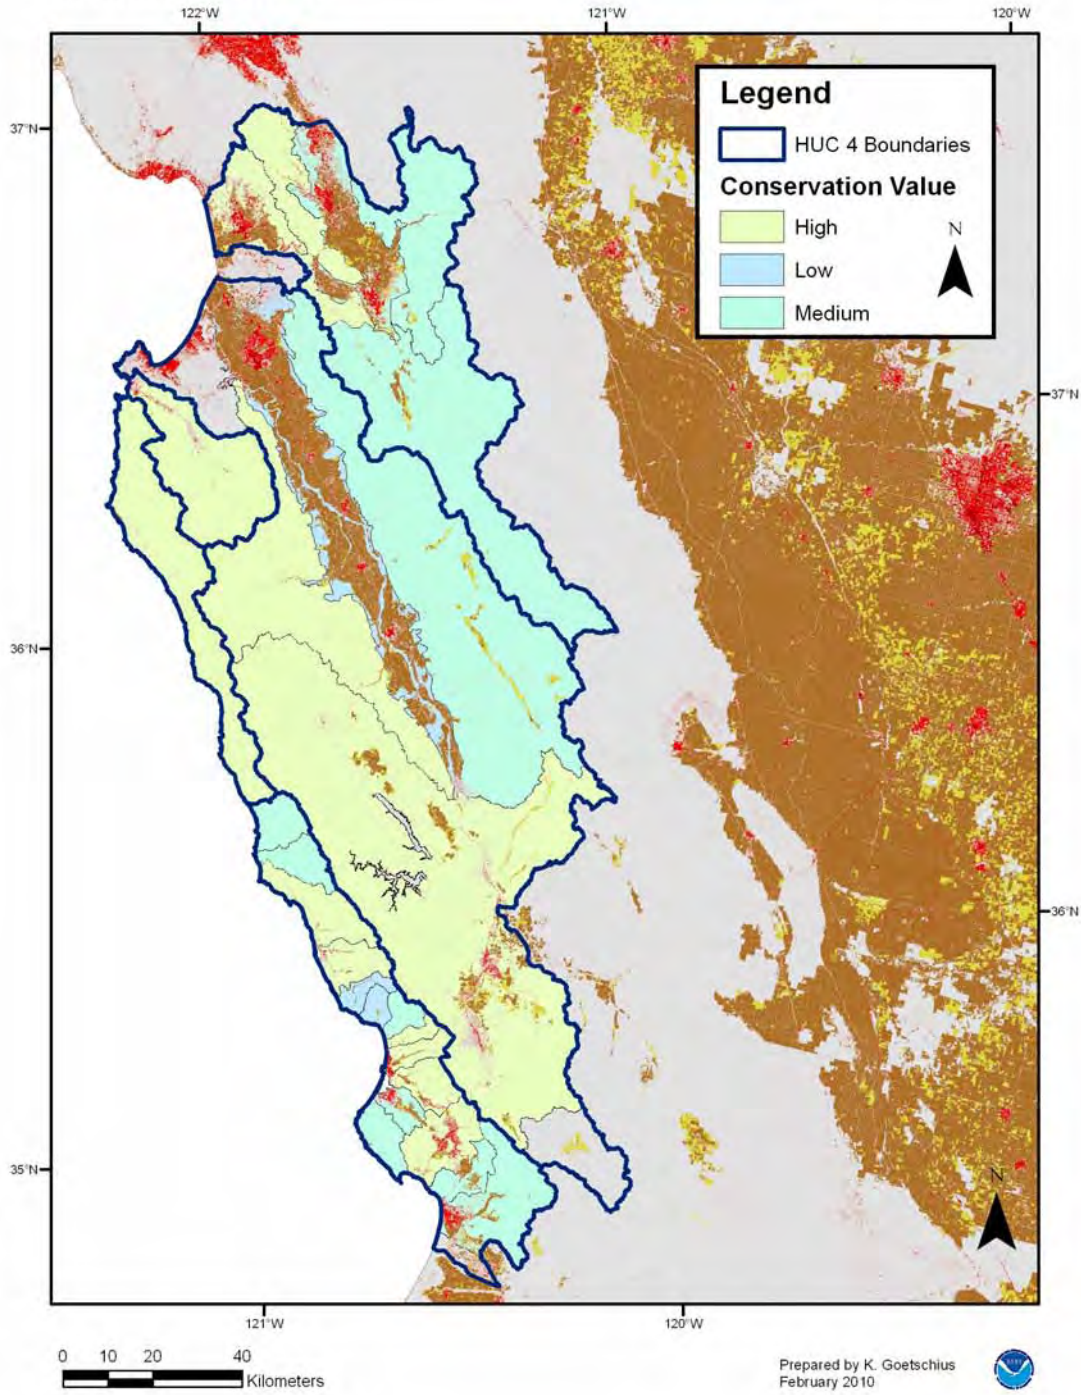 122°W
121°W
120°W
37°N
36°N
35°N
Legend
HUC 4 Boundaries
Conservation Value
High
Low
Medium
N
37°N
36°N
N
121°W
120°W
0 10 20 40
Kilometers
Prepared by K. Goetschius
February 2010